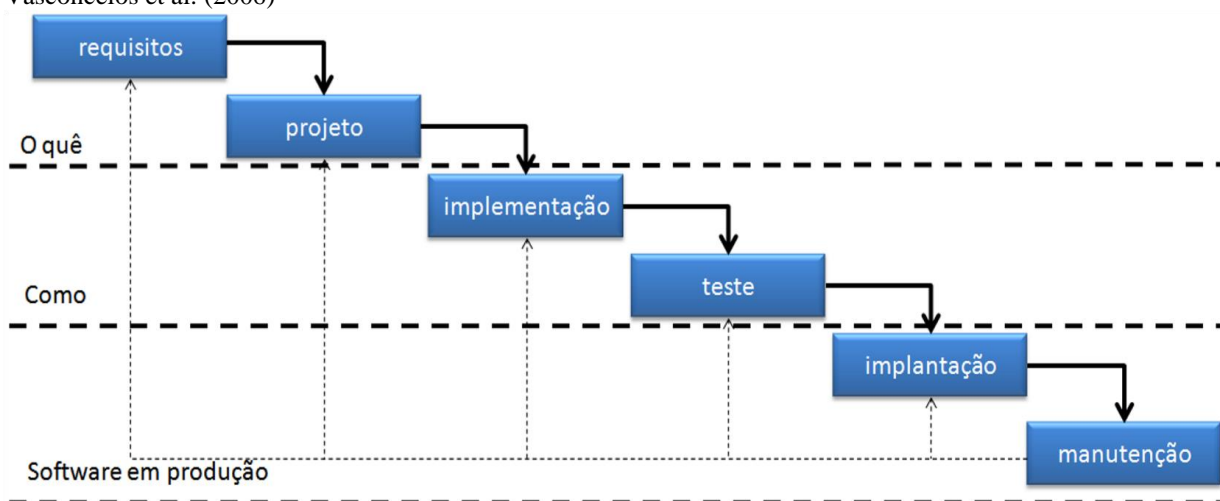 Vasconcelos et al. (2006)
requisitos
projeto
O quê
implementação
teste
Como
implantação
manutenção
Software em produção